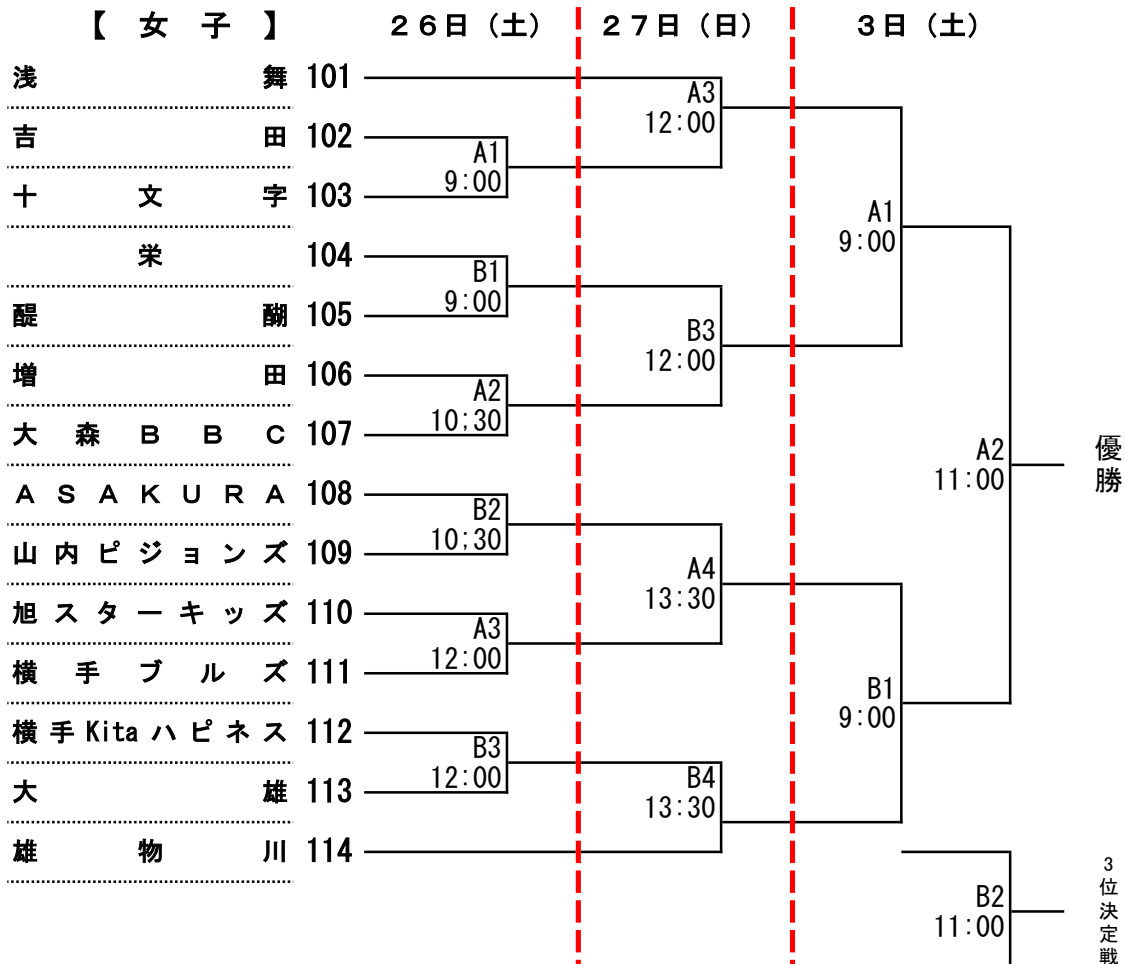 【 女 子 】 ２６日（土） ２７日（日） ３日（土）
浅 舞 101
A3
12:00
吉 田 102
A1
9:00
十 文 字 103
A1
9:00
栄 104
B1
9:00
醍 醐 105
B3
12:00
増 田 106
A2
10;30
大 森 Ｂ Ｂ Ｃ 107
A2
11:00
優勝
Ａ Ｓ Ａ Ｋ Ｕ Ｒ Ａ 108
B2
10;30
山 内 ピ ジ ョ ン ズ 109
A4
13:30
旭 ス タ ー キ ッ ズ 110
A3
12:00
横 手 ブ ル ズ 111
B1
9:00
横 手 Kita ハ ピ ネ ス 112
B3
12:00
大 雄 113
B4
13:30
雄 物 川 114
B2
11:00
3位決定戦